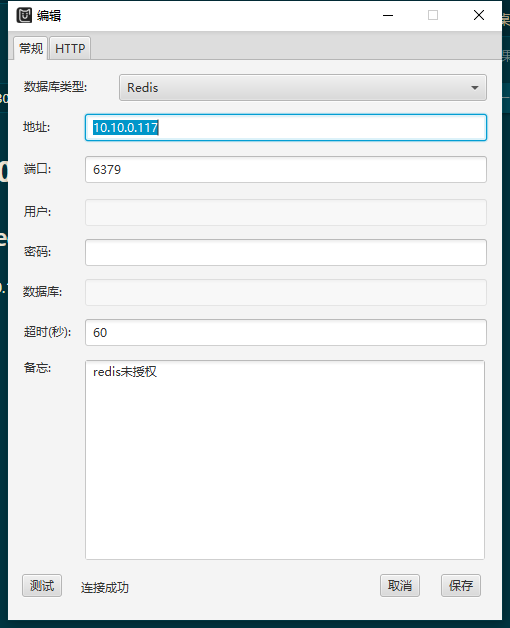 编辑
常规 HTTP
数据库类型: Redis
地址: 10.10.0.117
端口: 6379
用户:
密码:
数据库:
超时(秒): 60
备忘: redis未授权
测试 连接成功 取消 保存